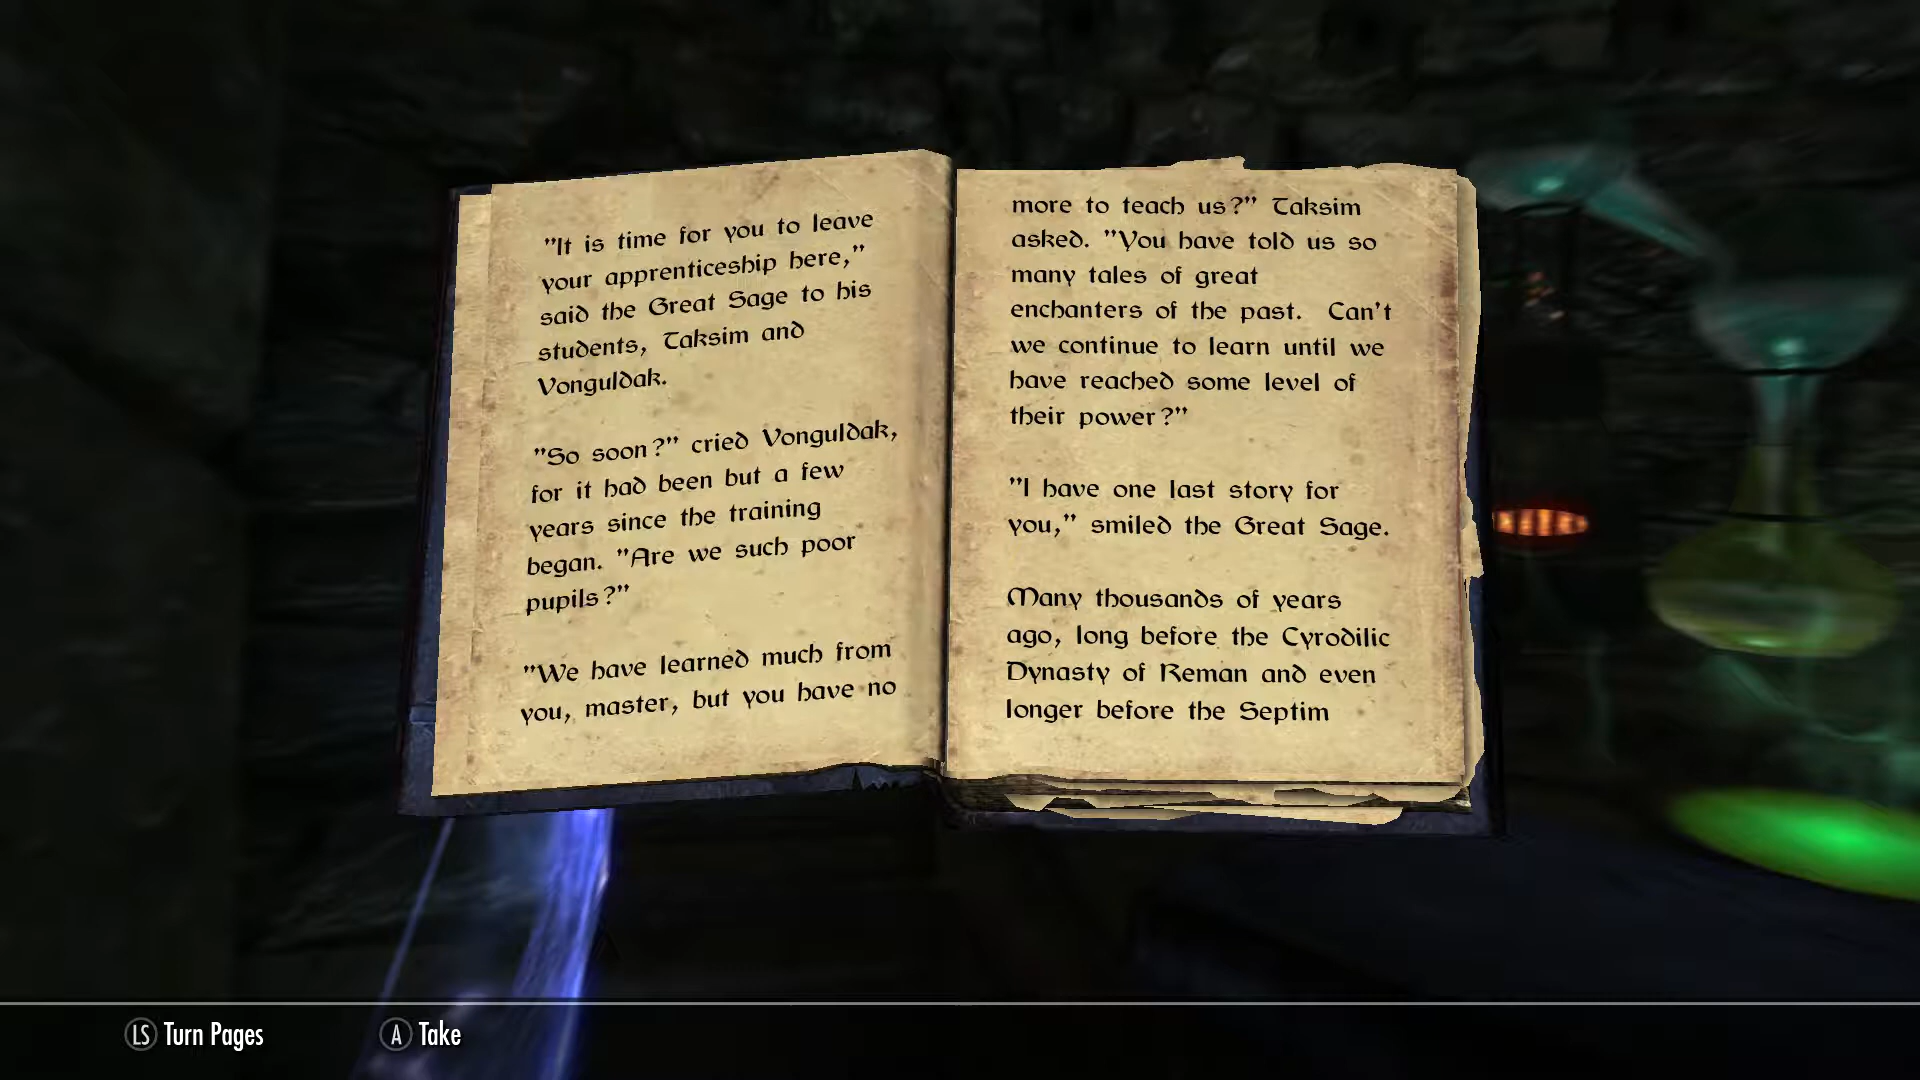 "It is time for you to leave
your apprenticeship here,"
said the Great Sage to his
students, Taksim and
Vonguldak.
"So soon?" cried Vonguldak,
for it had been but a few
years since the training
began. "Are we such poor
pupils?"
"We have learned much from
you, master, but you have no
more to teach us?" Taksim
asked. "You have told us so
many tales of great
enchanters of the past. Can't
we continue to learn until we
have reached some level of
their power?"
"I have one last story for
you," smiled the Great Sage.
Many thousands of years
ago, long before the Cyrodilic
Dynasty of Reman and even
longer before the Septim
LS Turn Pages
A Take